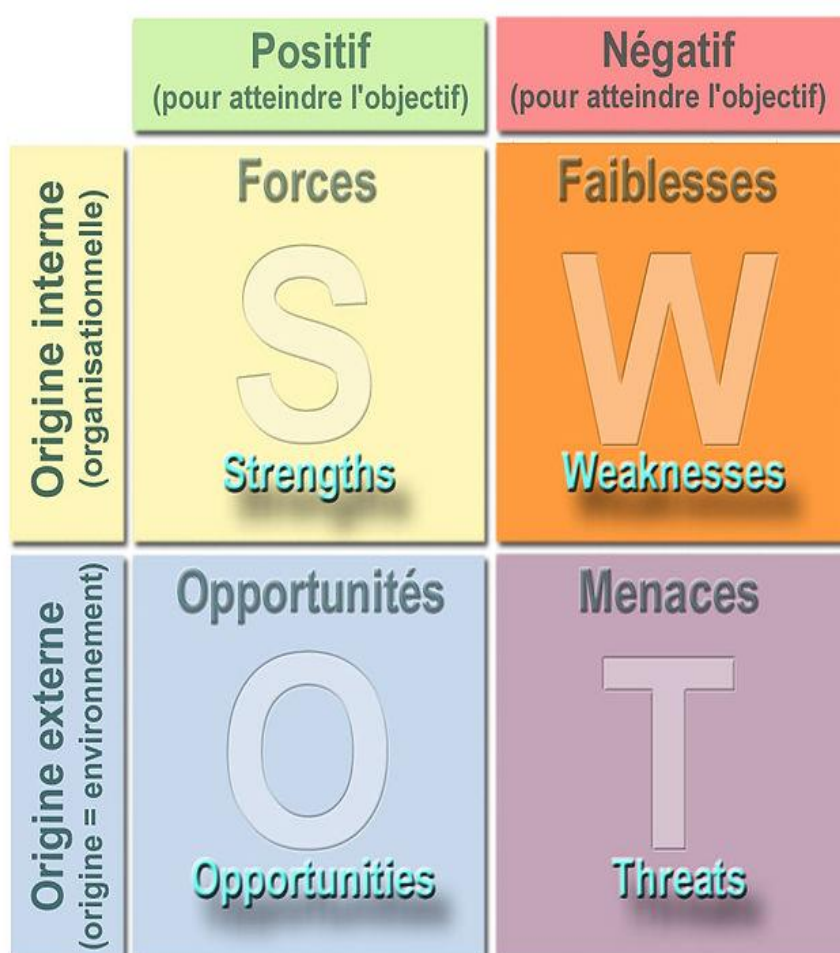 Positif
(pour atteindre l'objectif)
Négatif
(pour atteindre l'objectif)
Origine interne
(organisationnelle)
Forces
S
Strengths
Faiblesses
W
Weaknesses
Origine externe
(origine = environnement)
Opportunités
O
Opportunities
Menaces
T
Threats